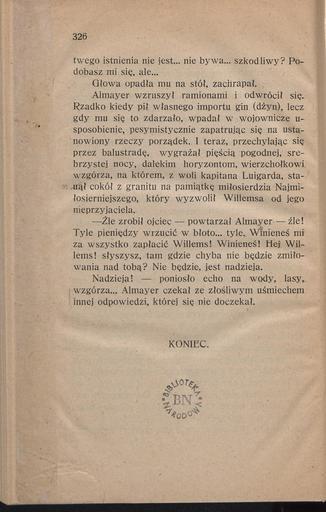 326
twego istnienia nie jest... nie bywa... szkodliwy? Po-
dobasz mi się, ale...
Głowa opadła mu na stół, zachrapał.
Almayer wzruszył ramionami i odwrócił się.
Rzadko kiedy pił własnego importu gin (dżyn), lecz
gdy mu się to zdarzało, wpadał w wojownicze u-
sposobienie, pesymistycznie zapatrując się na usta-
nowiony rzeczy porządek. I teraz, przechylając się
przez balustradę, wygrażał pięścią pogodnej, sre-
brzystej nocy, dalekim horyzontom, wierzchołkowi
wzgórza, na którem, z woli kapitana Luigarda, sta-
nął cokół z granitu na pamiątkę miłosierdzia Najmi-
łosierniejszego, który wyzwolił Willemsa od jego
nieprzyjaciela.
—Źle zrobił ojciec — powtarzał Almayer — źle!
Tyle pieniędzy wrzucić w błoto... tyle. Winieneś mi
za wszystko zapłacić Willems! Winieneś! Hej Wil-
lems! słyszysz, tam gdzie chyba nie będzie zmiło-
wania nad tobą? Nie będzie, jest nadzieja.
Nadzieja! — poniosło echo na wody, lasy,
wzgórza... Almayer czekał ze złośliwym uśmiechem
innej odpowiedzi, której się nie doczekał.
KONIEC.
BIBLIOTEKA
BN
NARODOWA